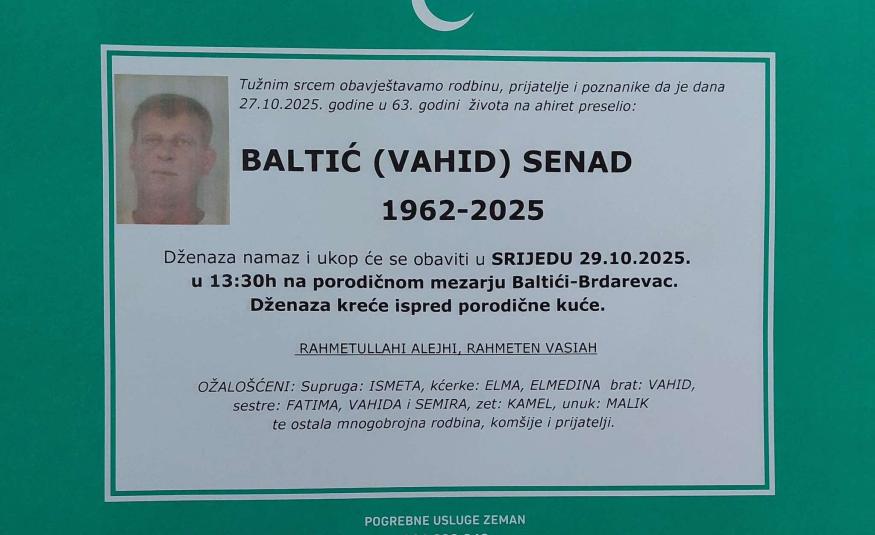 Tužnim srcem obavještavamo rodbinu, prijatelje i poznanike da je dana
27.10.2025. godine u 63. godini života na ahiret preselio:
BALTIĆ (VAHID) SENAD
1962-2025
Dženaza namaz i ukop će se obaviti u SRIJEDU 29.10.2025.
u 13:30h na porodičnom mezarju Baltići-Brdarevac.
Dženaza kreće ispred porodične kuće.
RAHMETULLAHI ALEJHI, RAHMETEN VASIAH
OŽALOŠĆENI: Supruga: ISMETA, kćerke: ELMA, ELMEDINA brat: VAHID,
sestre: FATIMA, VAHIDA i SEMIRA, zet: KAMEL, unuk: MALIK
te ostala mnogobrojna rodbina, komšije i prijatelji.
POGREBNE USLUGE ZEMAN